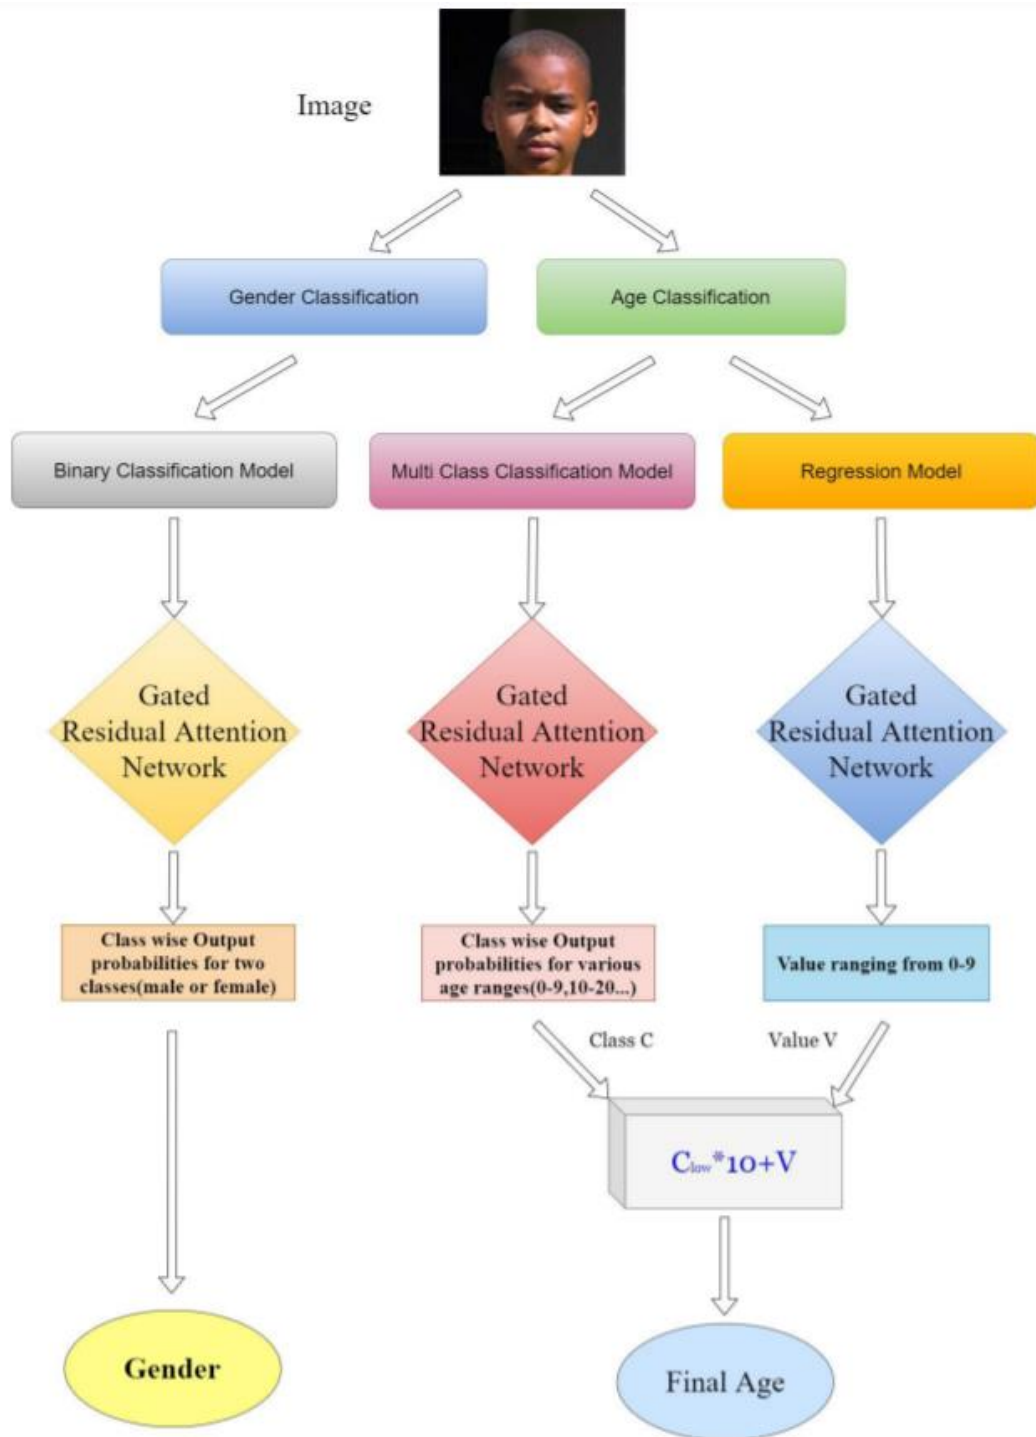 Image
Gender Classification
Age Classification
Binary Classification Model
Multi Class Classification Model
Regression Model
Gated
Residual Attention
Network
Gated
Residual Attention
Network
Gated
Residual Attention
Network
Class wise Output
probabilities for two
classes(male or female)
Class wise Output
probabilities for various
age ranges(0-9,10-20...)
Value ranging from 0-9
Class C
Value V
Clow*10+V
Gender
Final Age